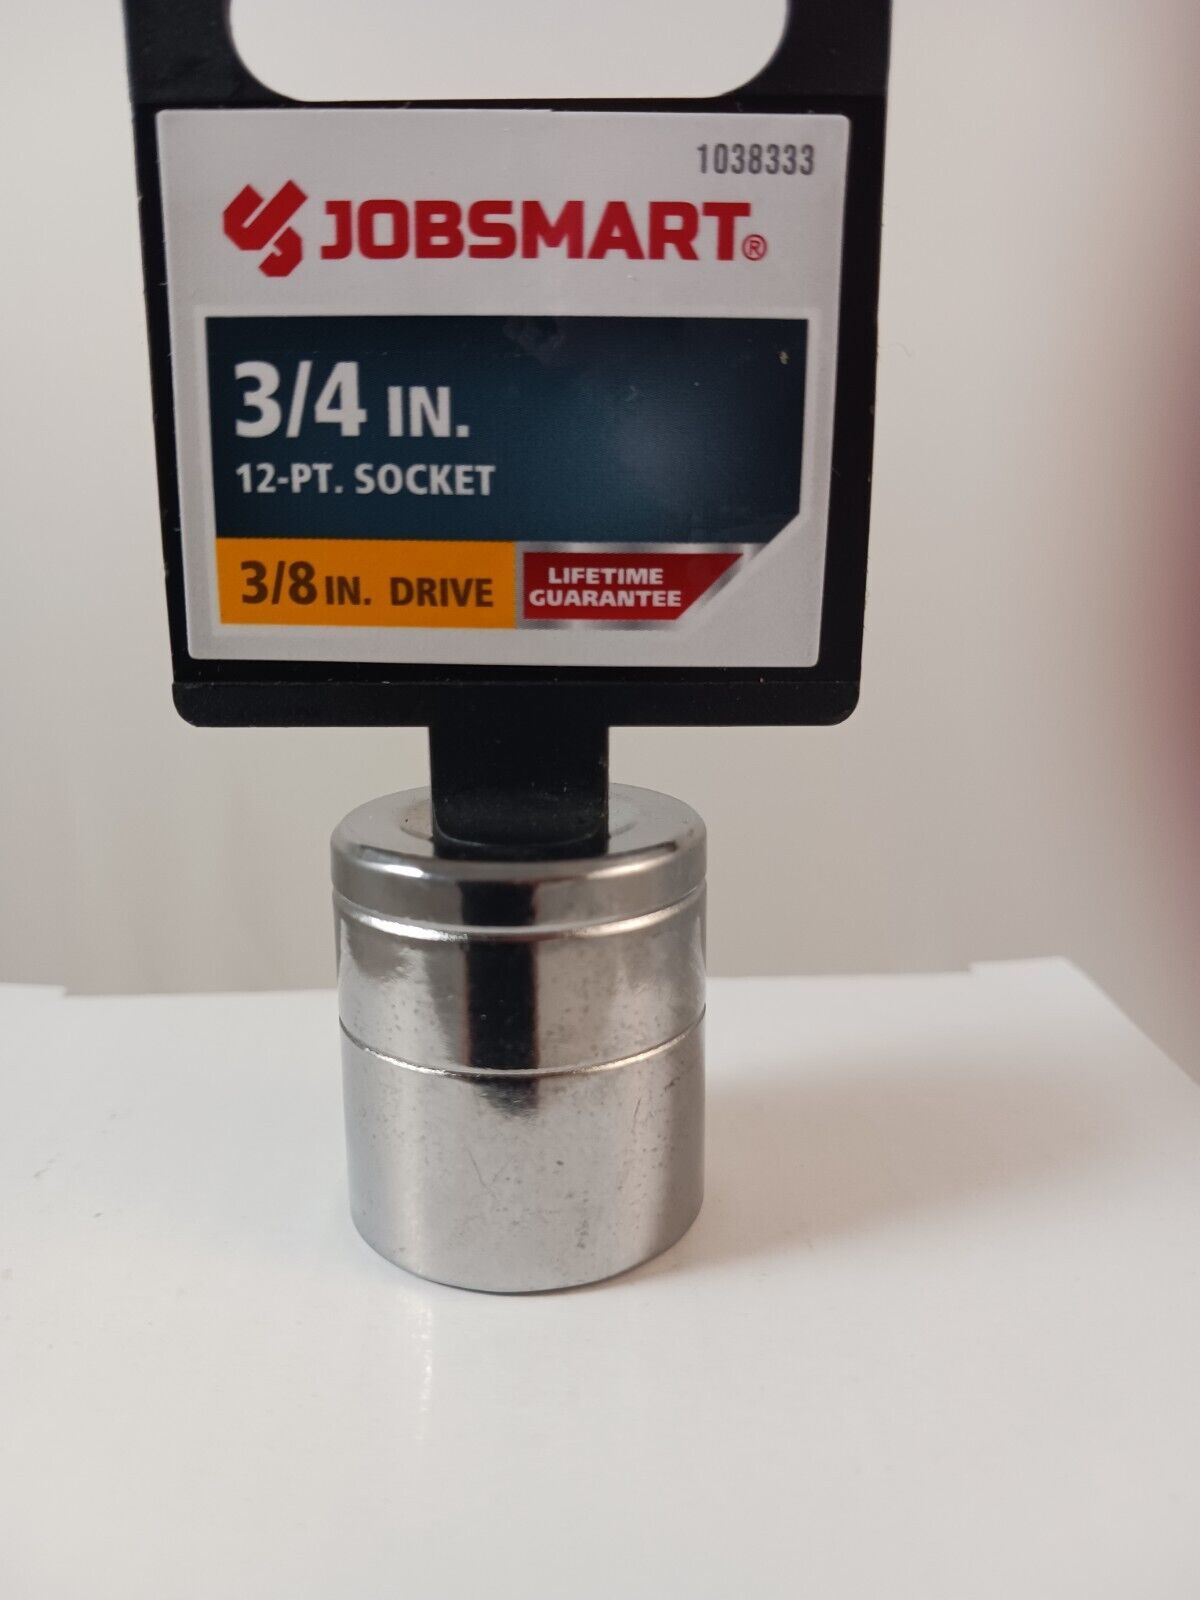 1038333
JOBSMART®
3/4 IN.
12-PT. SOCKET
3/8 IN. DRIVE
LIFETIME
GUARANTEE